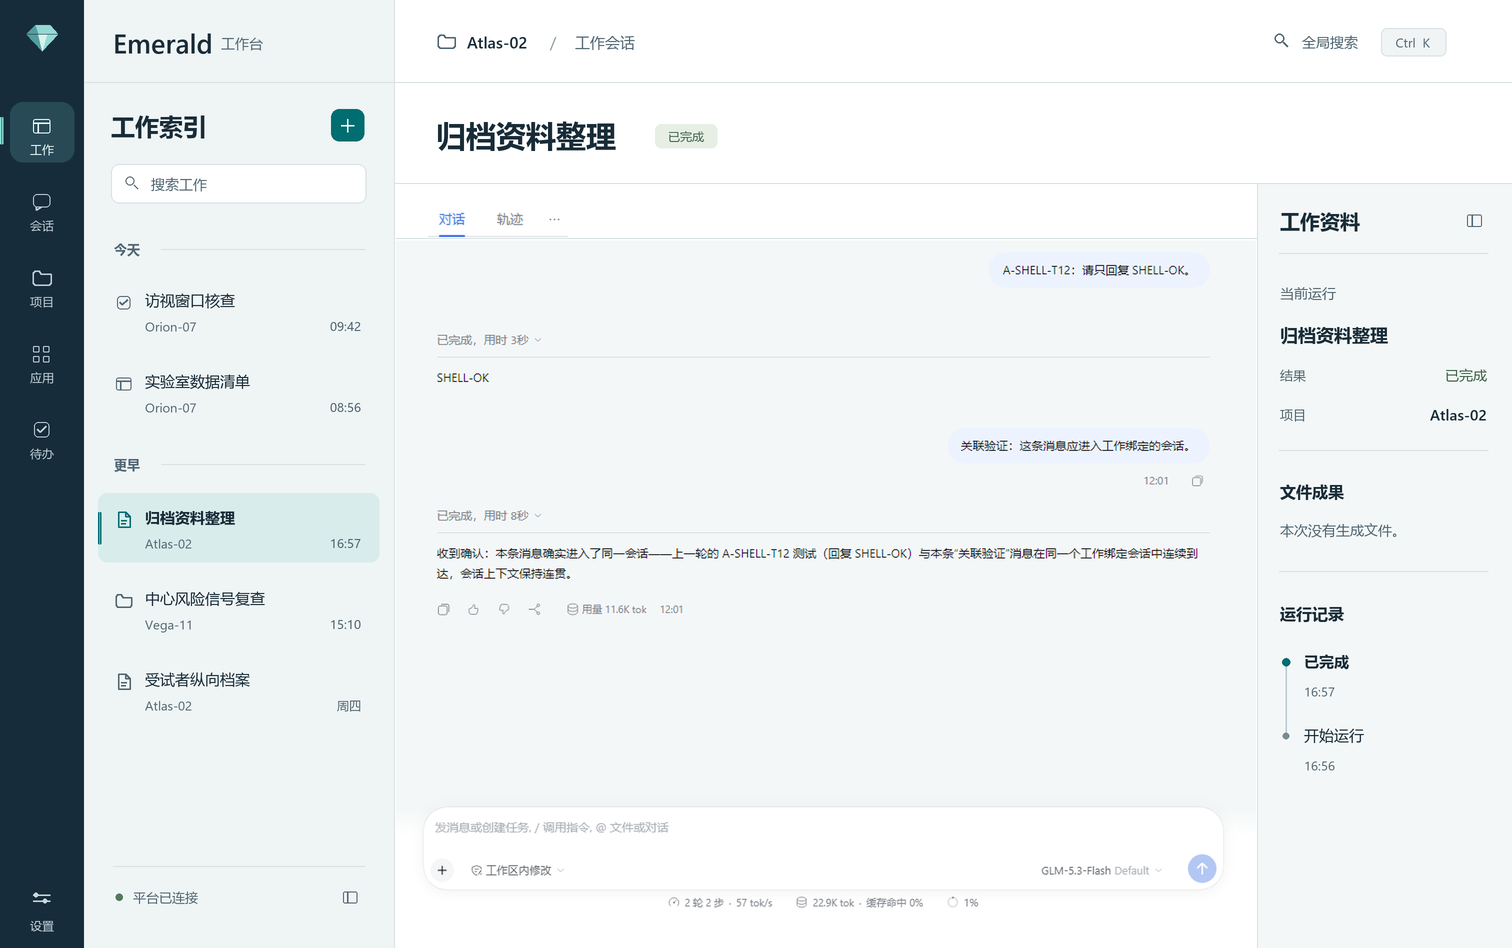 Emerald 工作台
Atlas-02 / 工作会话
全局搜索 Ctrl K
工作
会话
项目
应用
待办
设置
工作索引
搜索工作
今天
访视窗口核查
Orion-07 09:42
实验室数据清单
Orion-07 08:56
更早
归档资料整理
Atlas-02 16:57
中心风险信号复查
Vega-11 15:10
受试者纵向档案
Atlas-02 周四
平台已连接
归档资料整理 已完成
对话 轨迹 ···
A-SHELL-T12：请只回复 SHELL-OK。
已完成，用时 3秒
SHELL-OK
关联验证：这条消息应进入工作绑定的会话。
12:01
已完成，用时 8秒
收到确认：本条消息确实进入了同一会话——上一轮的 A-SHELL-T12 测试（回复 SHELL-OK）与本条“关联验证”消息在同一个工作绑定会话中连续到
达，会话上下文保持连贯。
用量 11.6K tok 12:01
发消息或创建任务, / 调用指令, @ 文件或对话
工作区内修改
GLM-5.3-Flash Default
2 轮 2 步 · 57 tok/s 22.9K tok · 缓存命中 0% 1%
工作资料
当前运行
归档资料整理
结果 已完成
项目 Atlas-02
文件成果
本次没有生成文件。
运行记录
已完成
16:57
开始运行
16:56